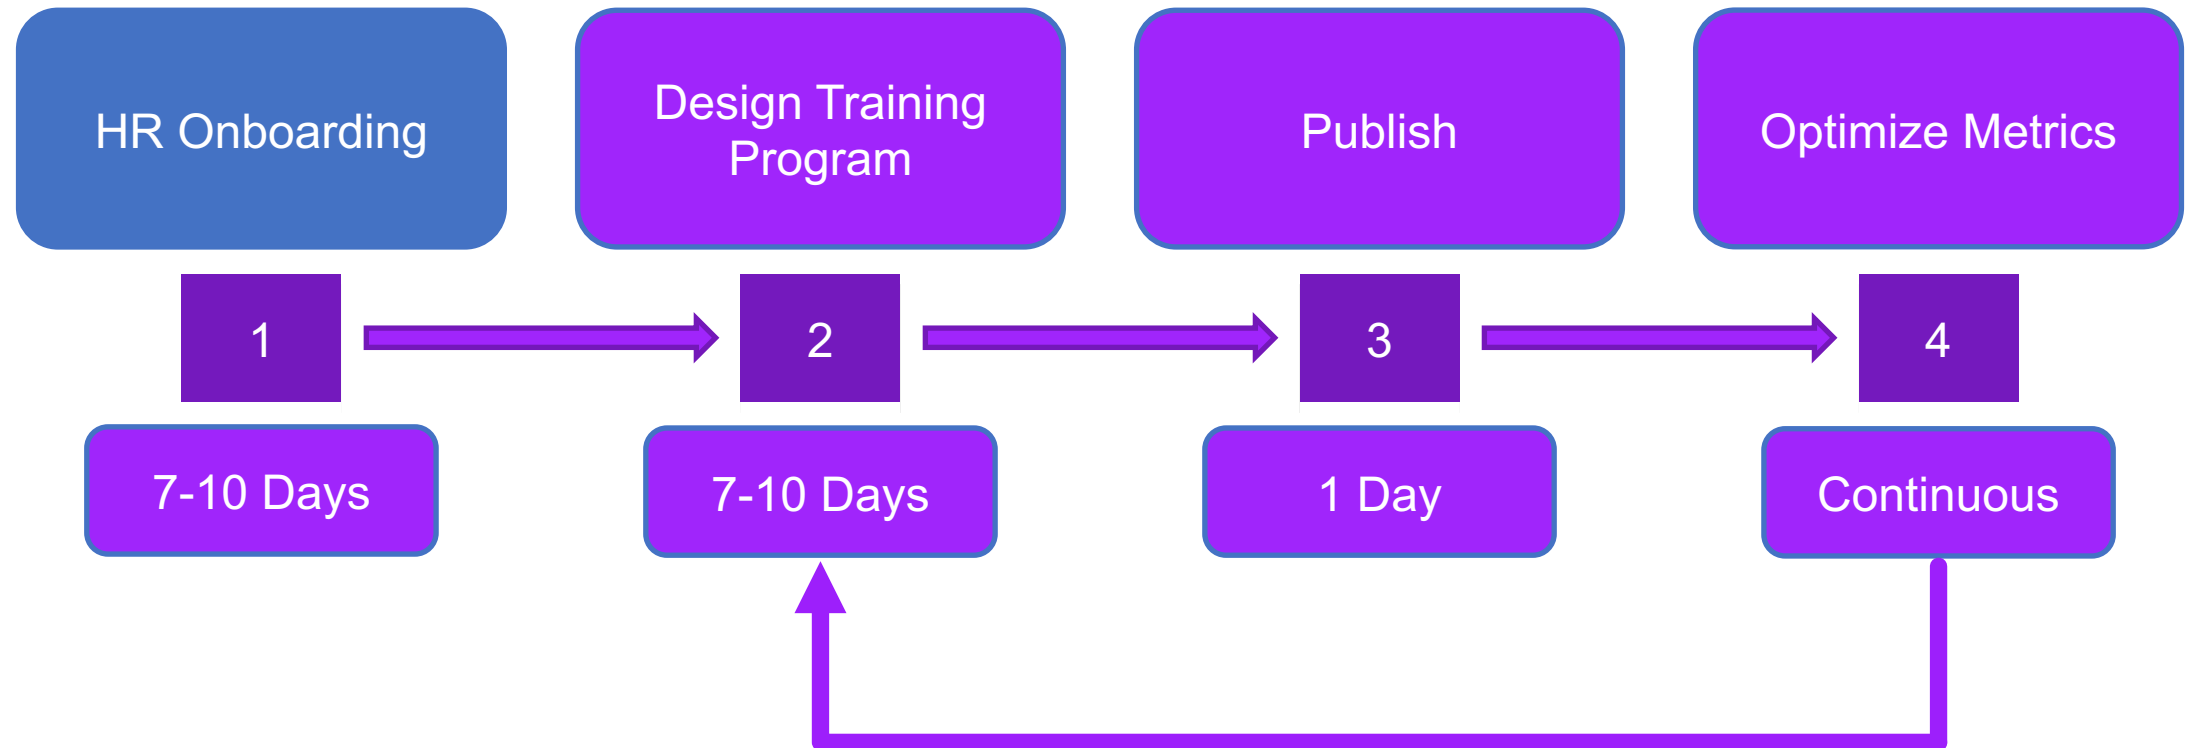 HR Onboarding
Design Training
Program
Publish
Optimize Metrics
1
2
3
4
7-10 Days
7-10 Days
1 Day
Continuous